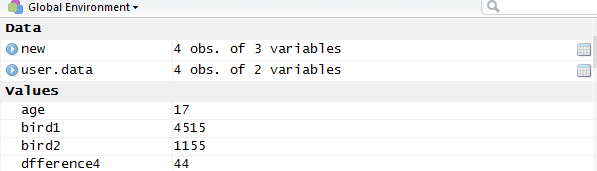 Global Environment
Data
new 4 obs. of 3 variables
user.data 4 obs. of 2 variables
Values
age 17
bird1 4515
bird2 1155
dfference4 44